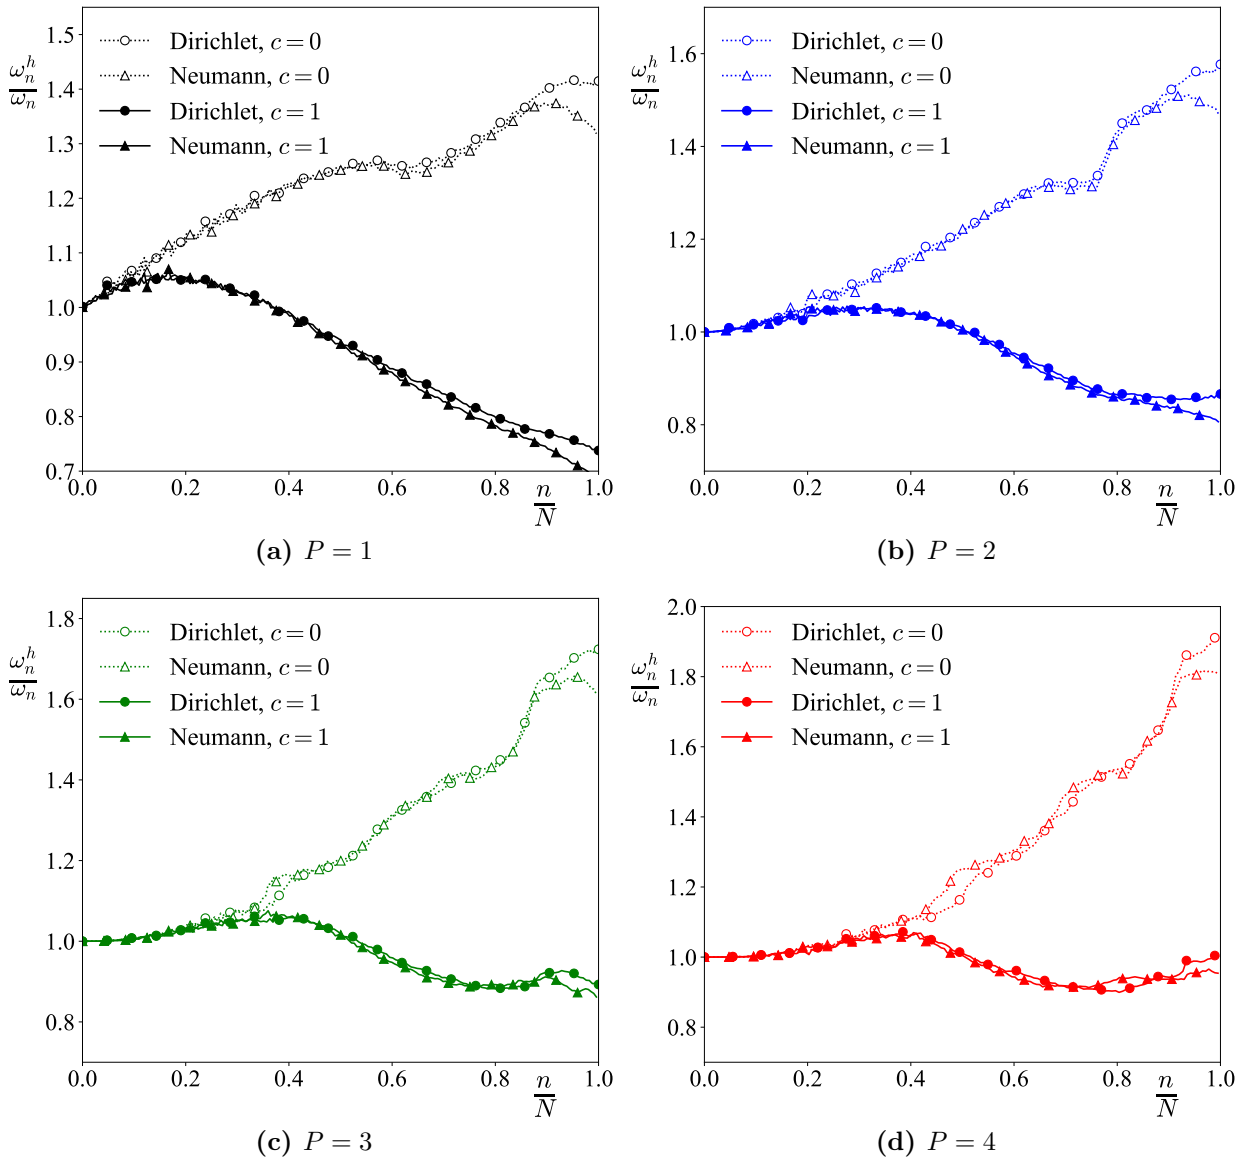 ω_n^h / ω_n
1.5
1.4
1.3
1.2
1.1
1.0
0.9
0.8
0.7
Dirichlet, c = 0
Neumann, c = 0
Dirichlet, c = 1
Neumann, c = 1
0.0 0.2 0.4 0.6 0.8 1.0
n / N
(a) P = 1
ω_n^h / ω_n
1.6
1.4
1.2
1.0
0.8
Dirichlet, c = 0
Neumann, c = 0
Dirichlet, c = 1
Neumann, c = 1
0.0 0.2 0.4 0.6 0.8 1.0
n / N
(b) P = 2
ω_n^h / ω_n
1.8
1.6
1.4
1.2
1.0
0.8
Dirichlet, c = 0
Neumann, c = 0
Dirichlet, c = 1
Neumann, c = 1
0.0 0.2 0.4 0.6 0.8 1.0
n / N
(c) P = 3
ω_n^h / ω_n
2.0
1.8
1.6
1.4
1.2
1.0
0.8
Dirichlet, c = 0
Neumann, c = 0
Dirichlet, c = 1
Neumann, c = 1
0.0 0.2 0.4 0.6 0.8 1.0
n / N
(d) P = 4